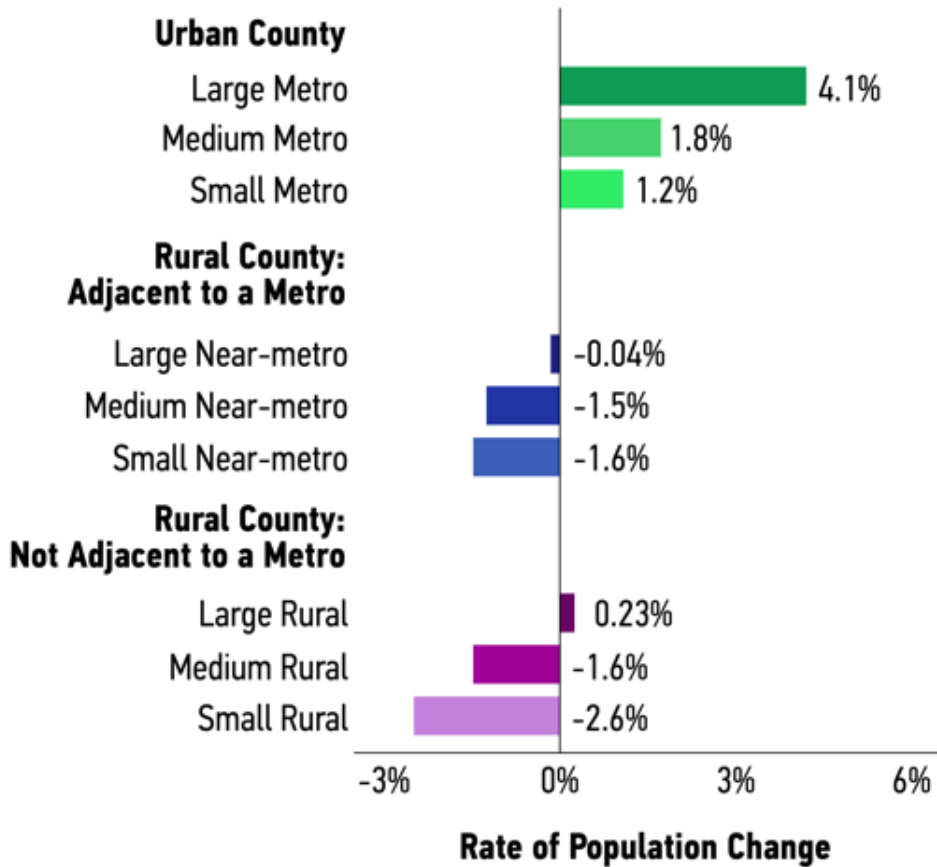 Urban County
Large Metro 4.1%
Medium Metro 1.8%
Small Metro 1.2%
Rural County:
Adjacent to a Metro
Large Near-metro -0.04%
Medium Near-metro -1.5%
Small Near-metro -1.6%
Rural County:
Not Adjacent to a Metro
Large Rural 0.23%
Medium Rural -1.6%
Small Rural -2.6%
-3% 0% 3% 6%
Rate of Population Change